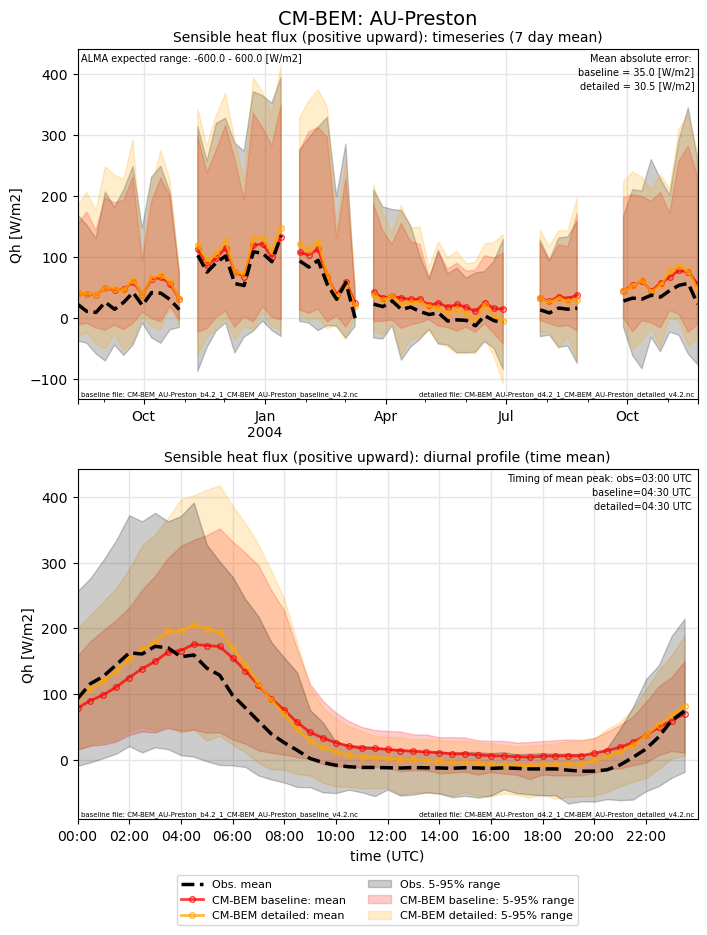 CM-BEM: AU-Preston
Sensible heat flux (positive upward): timeseries (7 day mean)
ALMA expected range: -600.0 - 600.0 [W/m2]
Mean absolute error:
baseline = 35.0 [W/m2]
detailed = 30.5 [W/m2]
400
300
200
100
0
−100
Qh [W/m2]
baseline file: CM-BEM_AU-Preston_b4.2_1_CM-BEM_AU-Preston_baseline_v4.2.nc
detailed file: CM-BEM_AU-Preston_d4.2_1_CM-BEM_AU-Preston_detailed_v4.2.nc
Oct Jan Apr Jul Oct
2004
Sensible heat flux (positive upward): diurnal profile (time mean)
Timing of mean peak: obs=03:00 UTC
baseline=04:30 UTC
detailed=04:30 UTC
400
300
200
100
0
Qh [W/m2]
baseline file: CM-BEM_AU-Preston_b4.2_1_CM-BEM_AU-Preston_baseline_v4.2.nc
detailed file: CM-BEM_AU-Preston_d4.2_1_CM-BEM_AU-Preston_detailed_v4.2.nc
00:00 02:00 04:00 06:00 08:00 10:00 12:00 14:00 16:00 18:00 20:00 22:00
time (UTC)
Obs. mean
CM-BEM baseline: mean
CM-BEM detailed: mean
Obs. 5-95% range
CM-BEM baseline: 5-95% range
CM-BEM detailed: 5-95% range